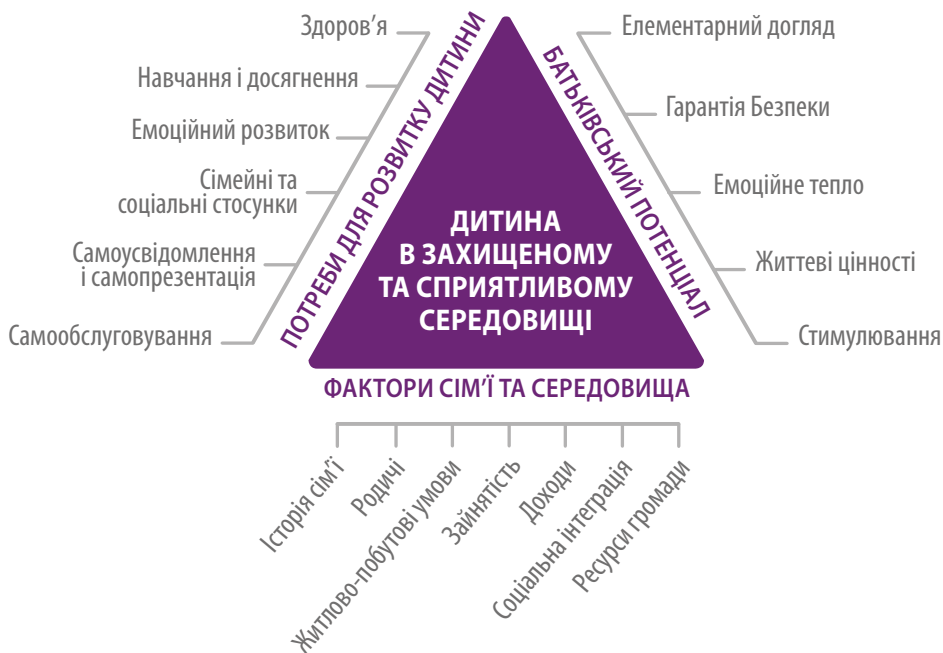 Здоров’я
Навчання і досягнення
Емоційний розвиток
Сімейні та
соціальні стосунки
Самоусвідомлення
і самопрезентація
Самообслуговування
ПОТРЕБИ ДЛЯ РОЗВИТКУ ДИТИНИ
ДИТИНА
В ЗАХИЩЕНОМУ
ТА СПРИЯТЛИВОМУ
СЕРЕДОВИЩІ
БАТЬКІВСЬКИЙ ПОТЕНЦІАЛ
Елементарний догляд
Гарантія Безпеки
Емоційне тепло
Життеві цінності
Стимулювання
ФАКТОРИ СІМ’Ї ТА СЕРЕДОВИЩА
Історія сім’ї
Родичі
Житлово-побутові умови
Зайнятість
Доходи
Соціальна інтеграція
Ресурси громади